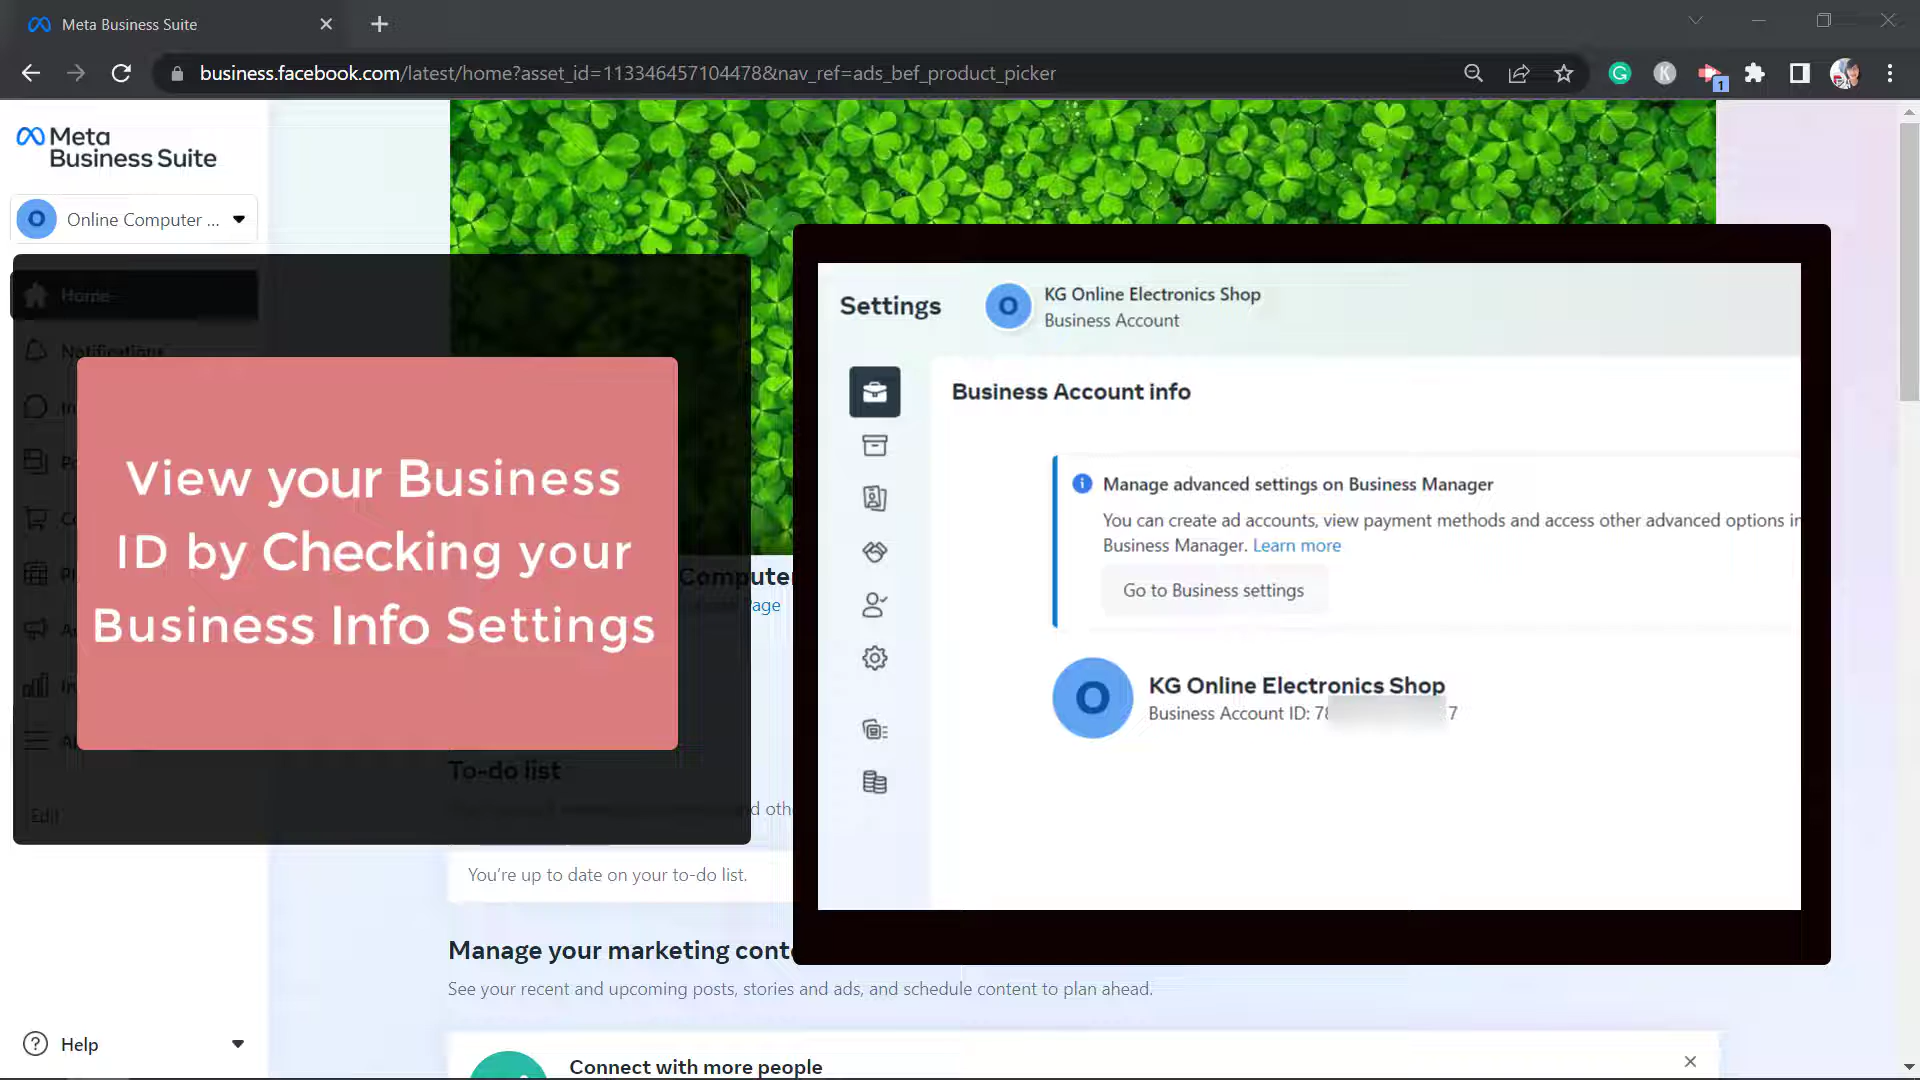 Meta Business Suite
business.facebook.com/latest/home?asset_id=113346457104478&nav_ref=ads_bef_product_picker
G
K
1
Meta
Business Suite
O
Online Computer ...
Home
Notifications
Edit
View your Business
ID by Checking your
Business Info Settings
Computer
Page
To-do list
You're up to date on your to-do list.
Manage your marketing
See your recent and upcoming posts, stories and ads, and schedule content to plan ahead.
Connect with more people
Help
Settings
O
KG Online Electronics Shop
Business Account
Business Account info
Manage advanced settings on Business Manager
You can create ad accounts, view payment methods and access other advanced options in
Business Manager. Learn more
Go to Business settings
O
KG Online Electronics Shop
Business Account ID: 78 7